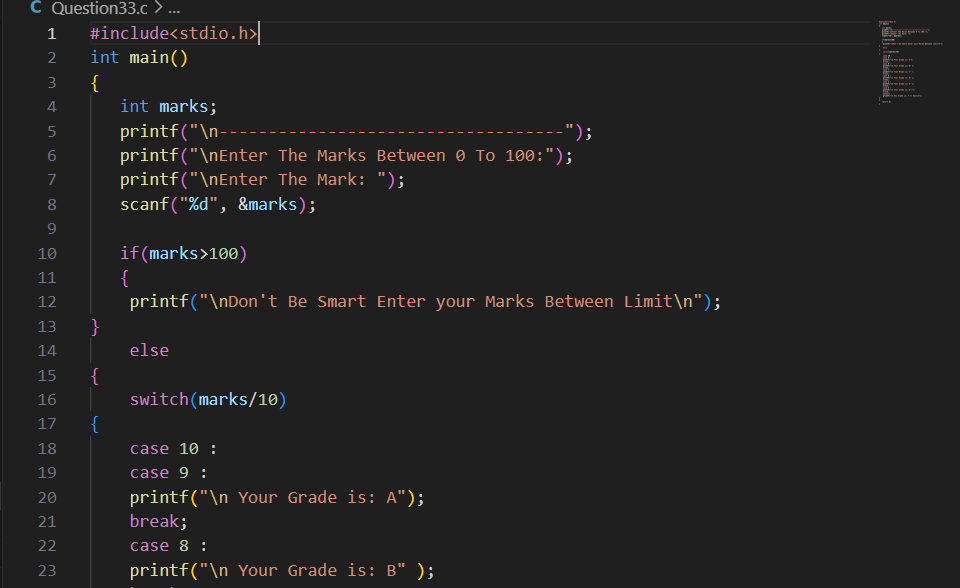 C Question33.c > ...
1 #include<stdio.h>
2 int main()
3 {
4 int marks;
5 printf("\n-----------------------------------");
6 printf("\nEnter The Marks Between 0 To 100:");
7 printf("\nEnter The Mark: ");
8 scanf("%d", &marks);
9
10 if(marks>100)
11 {
12 printf("\nDon't Be Smart Enter your Marks Between Limit\n");
13 }
14 else
15 {
16 switch(marks/10)
17 {
18 case 10 :
19 case 9 :
20 printf("\n Your Grade is: A");
21 break;
22 case 8 :
23 printf("\n Your Grade is: B" );